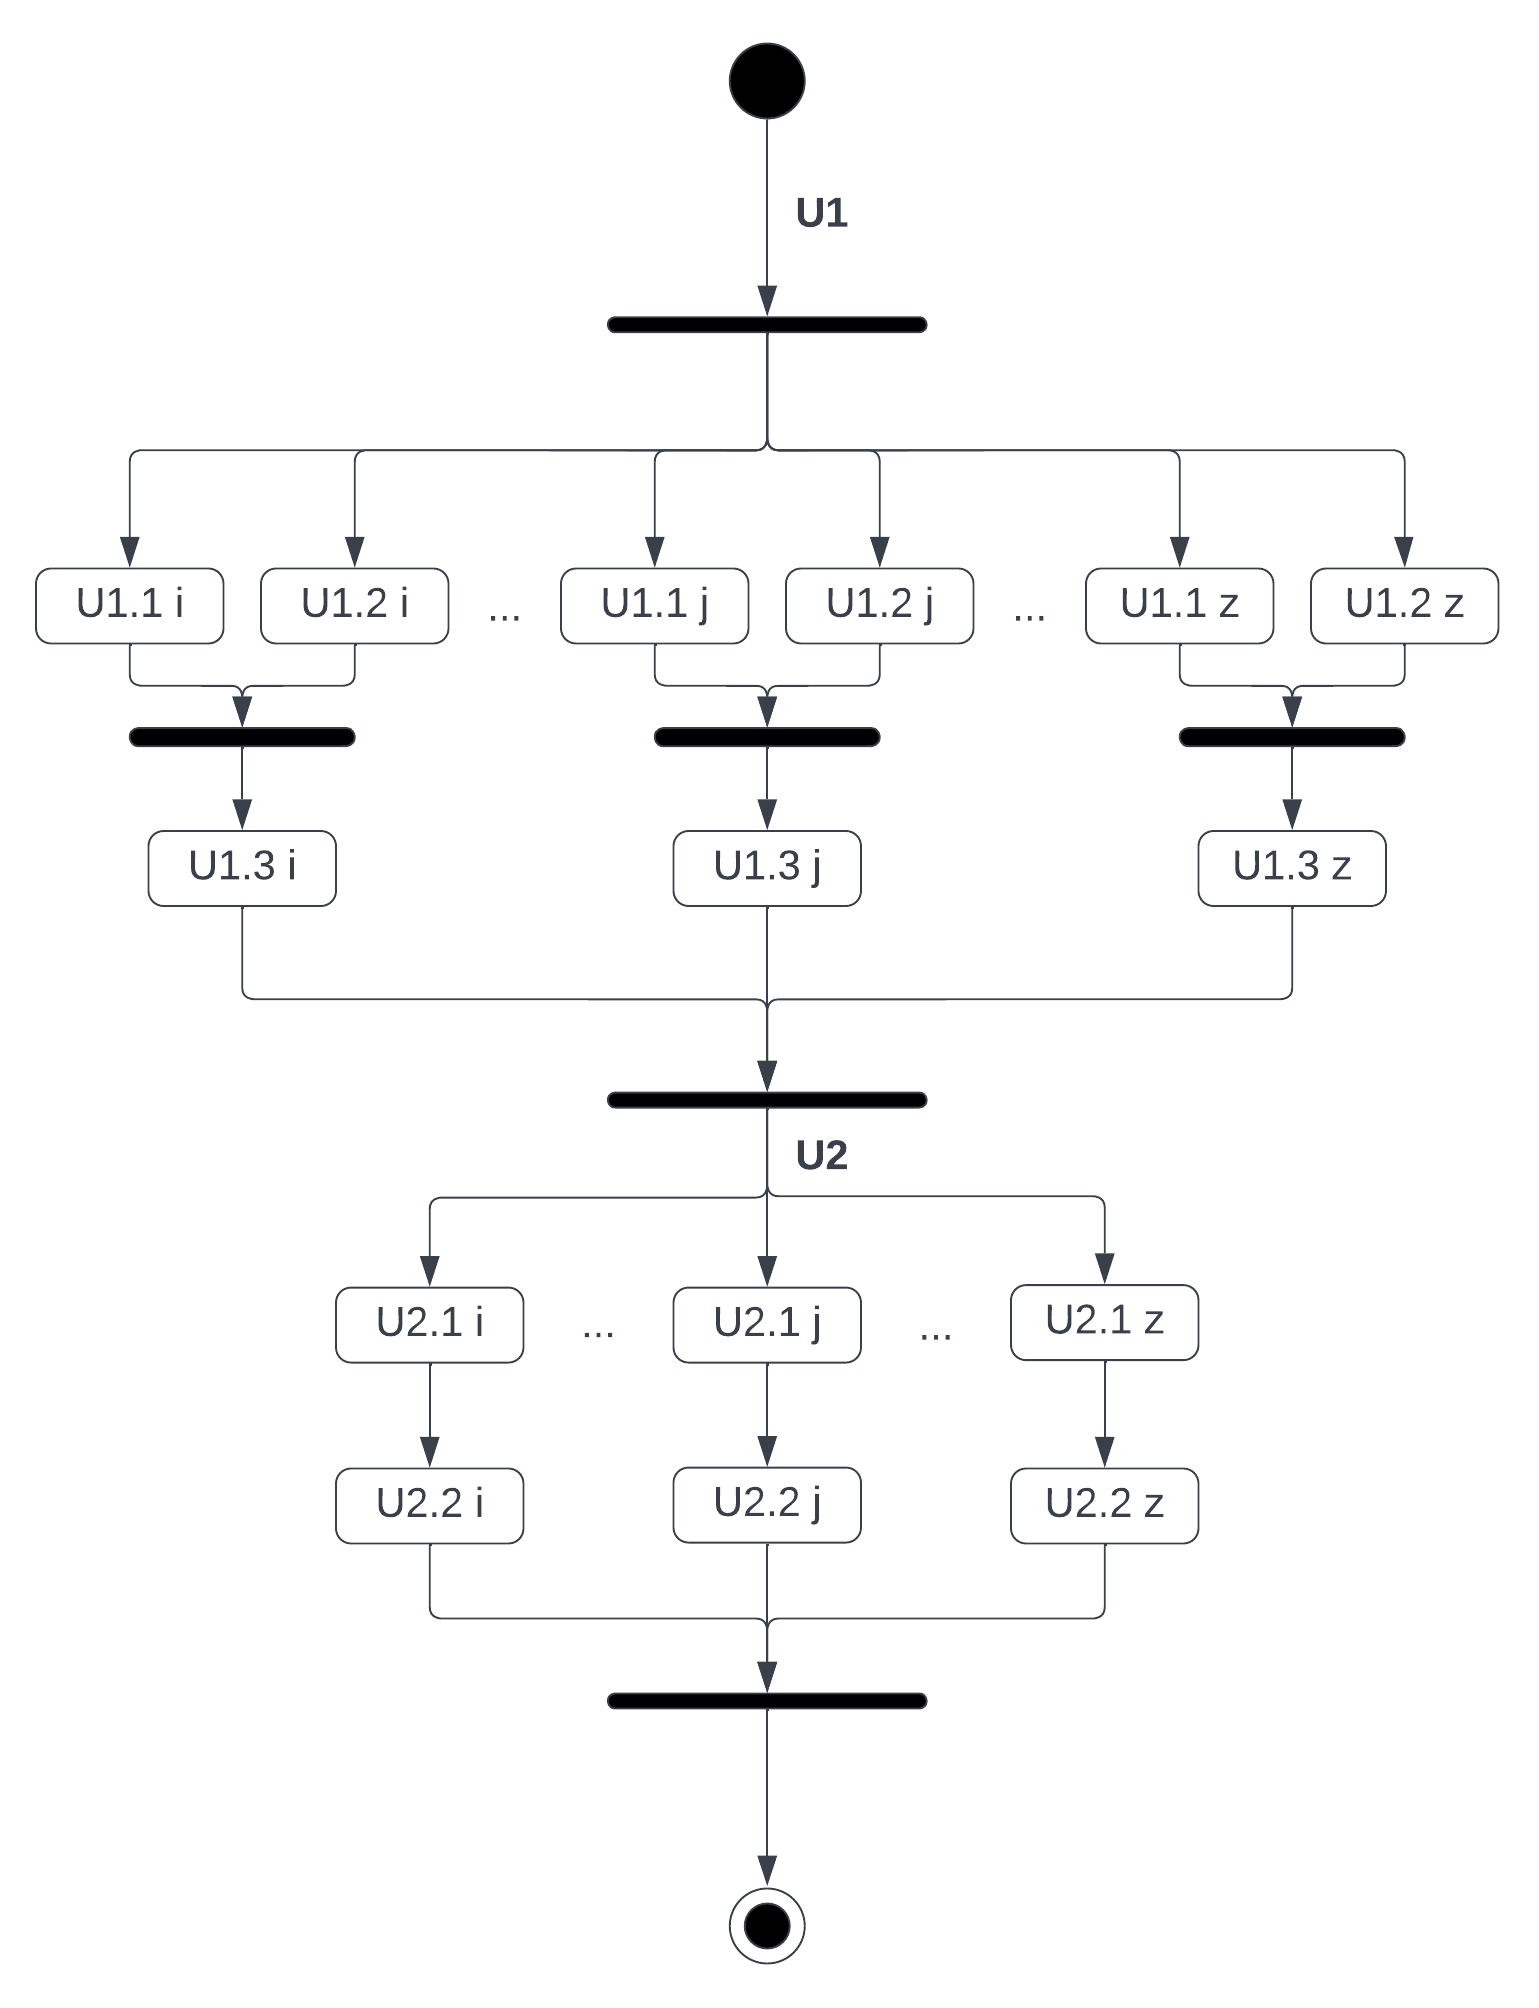 U1
U1.1 i
U1.2 i
...
U1.1 j
U1.2 j
...
U1.1 z
U1.2 z
U1.3 i
U1.3 j
U1.3 z
U2
U2.1 i
...
U2.1 j
...
U2.1 z
U2.2 i
U2.2 j
U2.2 z